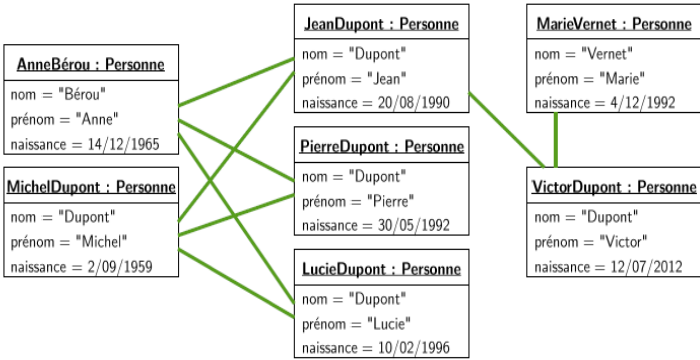 AnneBérou : Personne
nom = "Bérou"
prénom = "Anne"
naissance = 14/12/1965
MichelDupont : Personne
nom = "Dupont"
prénom = "Michel"
naissance = 2/09/1959
JeanDupont : Personne
nom = "Dupont"
prénom = "Jean"
naissance = 20/08/1990
PierreDupont : Personne
nom = "Dupont"
prénom = "Pierre"
naissance = 30/05/1992
LucieDupont : Personne
nom = "Dupont"
prénom = "Lucie"
naissance = 10/02/1996
MarieVernet : Personne
nom = "Vernet"
prénom = "Marie"
naissance = 4/12/1992
VictorDupont : Personne
nom = "Dupont"
prénom = "Victor"
naissance = 12/07/2012